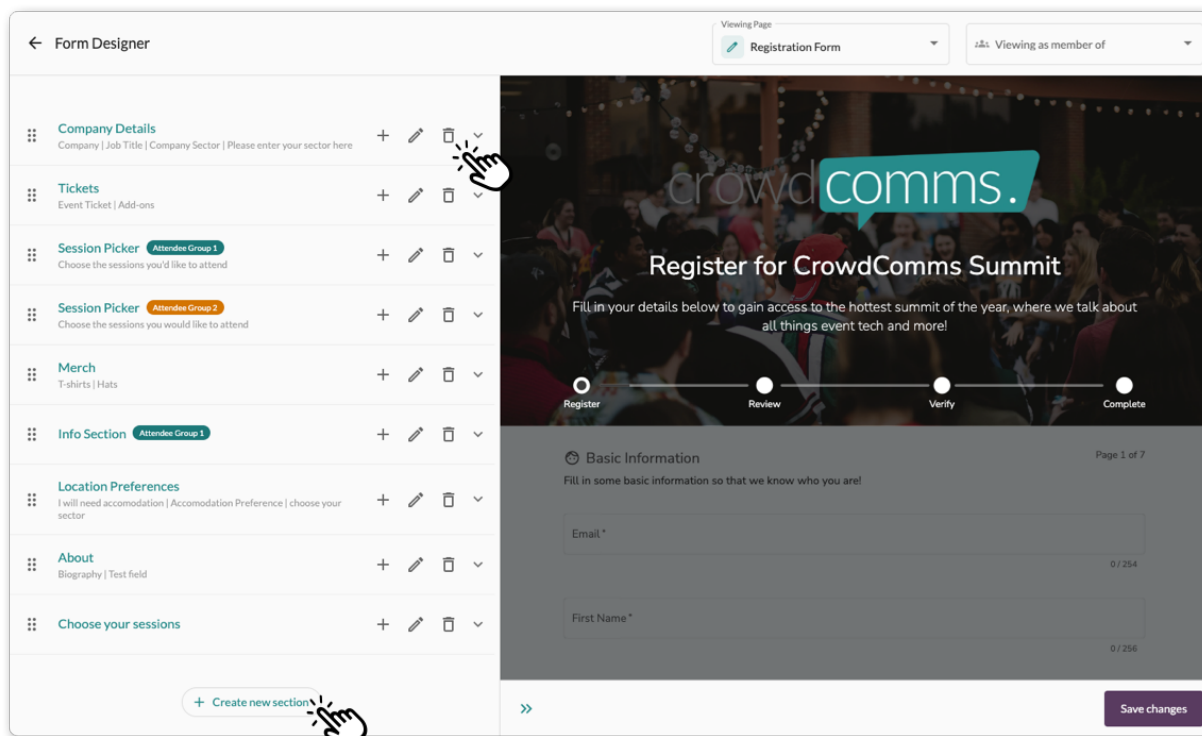 Form Designer
Viewing Page
Registration Form
Viewing as member of
Company Details
Company | Job Title | Company Sector | Please enter your sector here
Tickets
Event Ticket | Add-ons
Session Picker Attendee Group 1
Choose the sessions you'd like to attend
Session Picker Attendee Group 2
Choose the sessions you would like to attend
Merch
T-shirts | Hats
Info Section Attendee Group 1
Location Preferences
I will need accomodation | Accomodation Preference | choose your
sector
About
Biography | Test field
Choose your sessions
+ Create new section
crowdcomms.
Register for CrowdComms Summit
Fill in your details below to gain access to the hottest summit of the year, where we talk about
all things event tech and more!
Register Review Verify Complete
Basic Information Page 1 of 7
Fill in some basic information so that we know who you are!
Email *
0 / 254
First Name *
0 / 256
Save changes